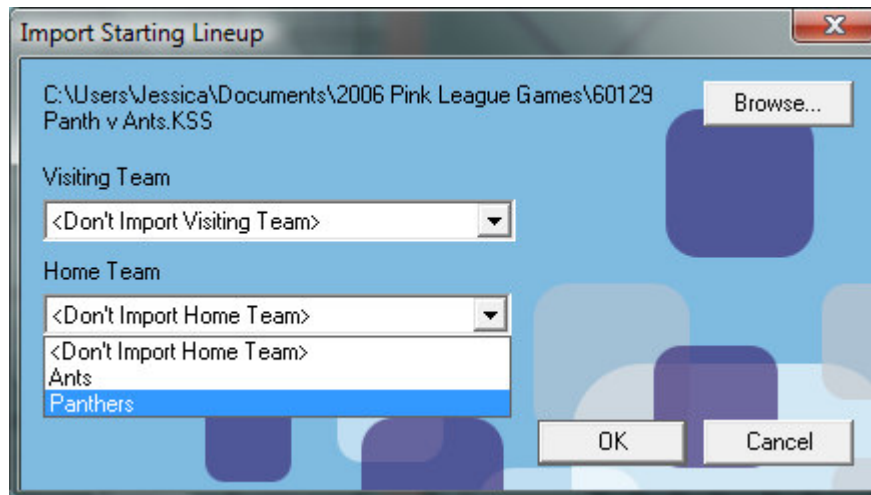 Import Starting Lineup
C:\Users\Jessica\Documents\2006 Pink League Games\60129
Panth v Ants.KSS
Browse...
Visiting Team
<Don't Import Visiting Team>
Home Team
<Don't Import Home Team>
<Don't Import Home Team>
Ants
Panthers
OK
Cancel